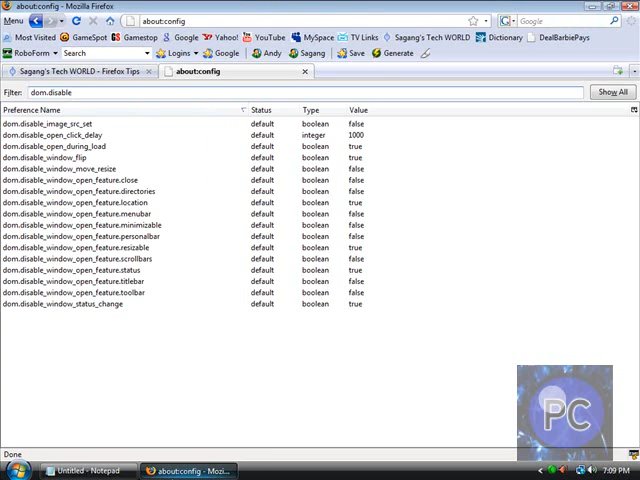 about:config - Mozilla Firefox
Menu about:config Google
Most Visited GameSpot Gamestop Google Yahoo! YouTube MySpace TV Links Sagang's Tech WORLD Dictionary DealBarbiePays
RoboForm Search Logins Google Andy Sagang Save Generate
Sagang's Tech WORLD - Firefox Tips about:config
Filter: dom.disable Show All
Preference Name Status Type Value
dom.disable_image_src_set default boolean false
dom.disable_open_click_delay default integer 1000
dom.disable_open_during_load default boolean true
dom.disable_window_flip default boolean true
dom.disable_window_move_resize default boolean false
dom.disable_window_open_feature.close default boolean false
dom.disable_window_open_feature.directories default boolean false
dom.disable_window_open_feature.location default boolean true
dom.disable_window_open_feature.menubar default boolean false
dom.disable_window_open_feature.minimizable default boolean false
dom.disable_window_open_feature.personalbar default boolean false
dom.disable_window_open_feature.resizable default boolean true
dom.disable_window_open_feature.scrollbars default boolean false
dom.disable_window_open_feature.status default boolean true
dom.disable_window_open_feature.titlebar default boolean false
dom.disable_window_open_feature.toolbar default boolean false
dom.disable_window_status_change default boolean true
PC
Done
Untitled - Notepad about:config - Mozi... 7:09 PM